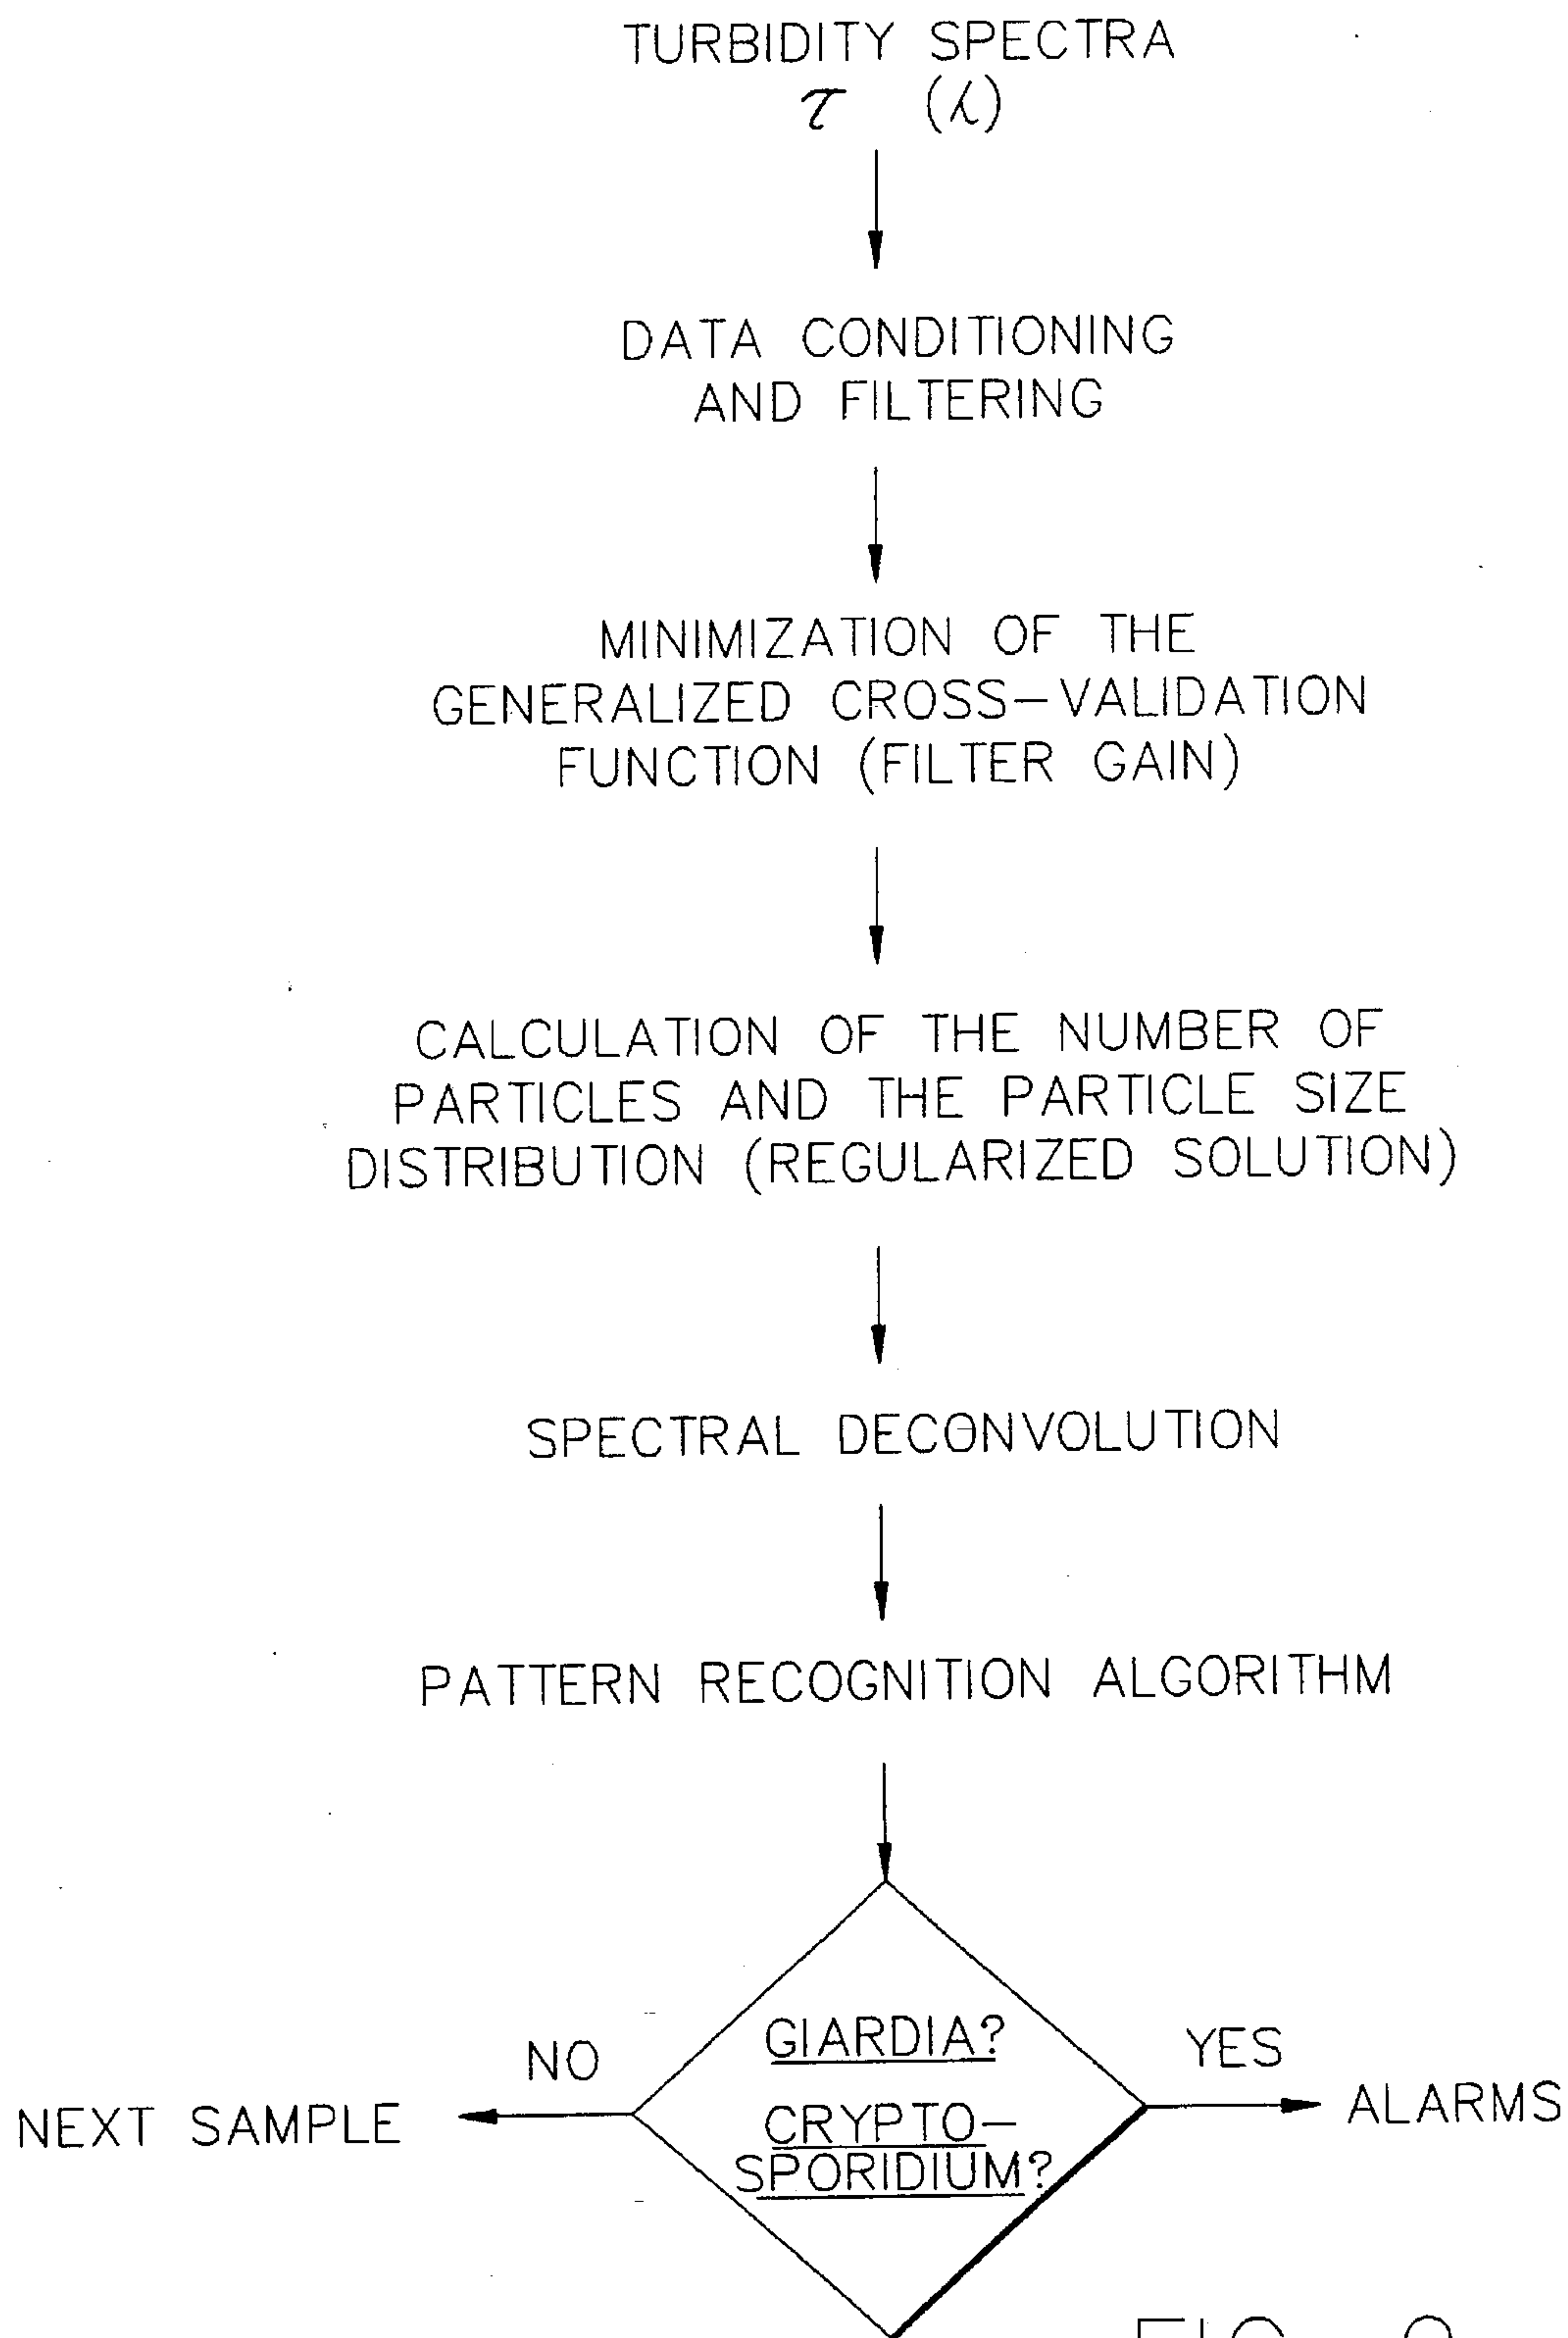 TURBIDITY SPECTRA
τ (λ)
DATA CONDITIONING
AND FILTERING
MINIMIZATION OF THE
GENERALIZED CROSS-VALIDATION
FUNCTION (FILTER GAIN)
CALCULATION OF THE NUMBER OF
PARTICLES AND THE PARTICLE SIZE
DISTRIBUTION (REGULARIZED SOLUTION)
SPECTRAL DECONVOLUTION
PATTERN RECOGNITION ALGORITHM
GIARDIA?
CRYPTO-
SPORIDIUM?
NO
NEXT SAMPLE
YES
ALARMS
FIG.